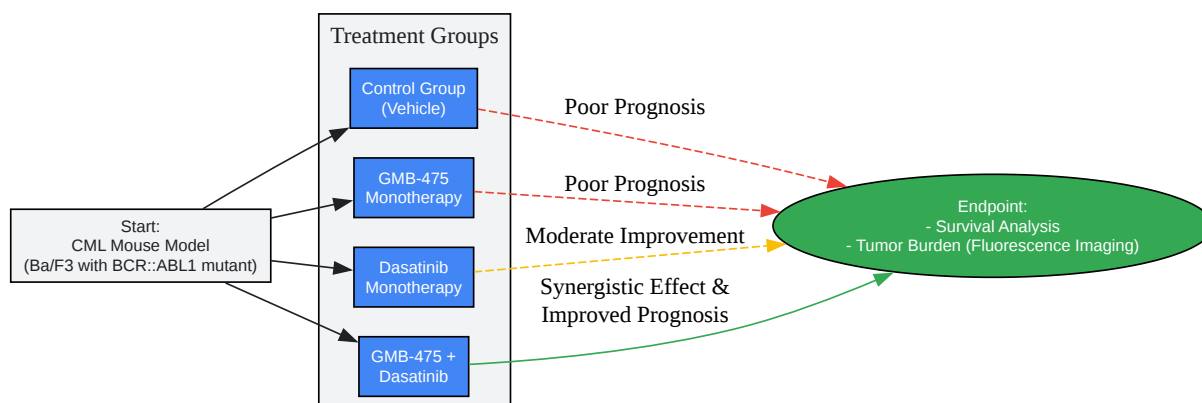 Treatment Groups
Control Group
(Vehicle)
Poor Prognosis
GMB-475
Monotherapy
Poor Prognosis
Start:
CML Mouse Model
(Ba/F3 with BCR::ABL1 mutant)
Endpoint:
- Survival Analysis
- Tumor Burden (Fluorescence Imaging)
Moderate Improvement
Dasatinib
Monotherapy
Synergistic Effect &
Improved Prognosis
GMB-475 +
Dasatinib